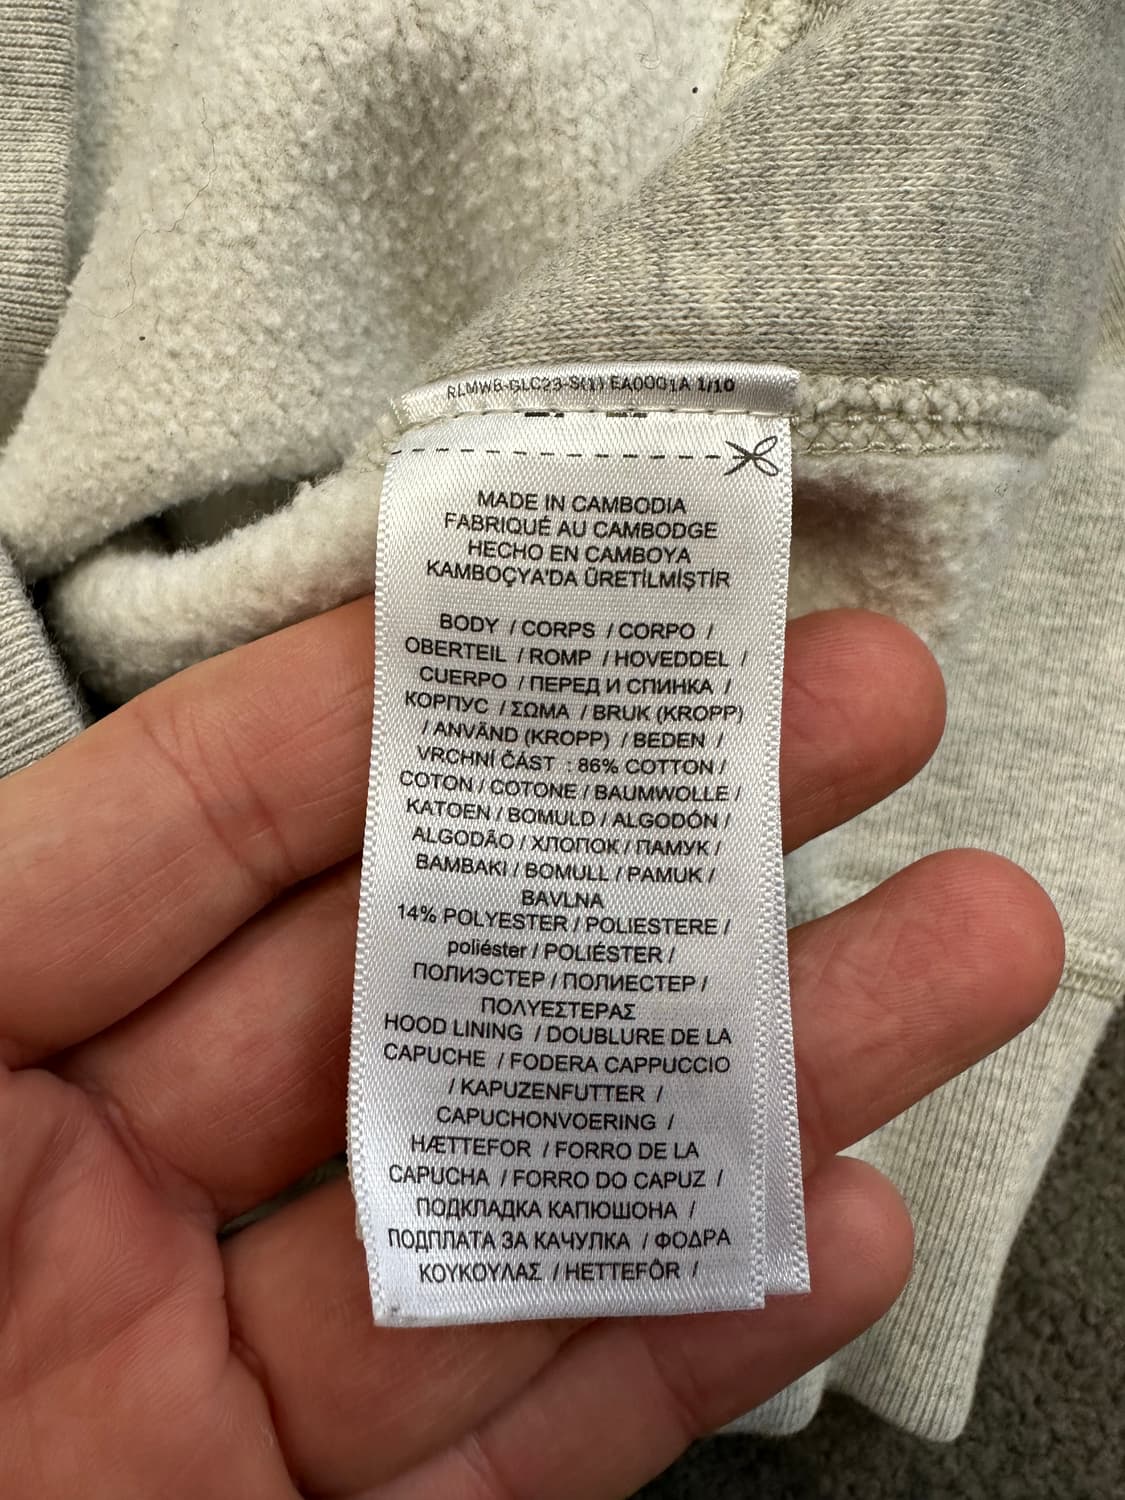 RLMWB-GLC23-S(1) EA0001A 1/10
MADE IN CAMBODIA
FABRIQUÉ AU CAMBODGE
HECHO EN CAMBOYA
KAMBOÇYA'DA ÜRETİLMİŞTİR
BODY / CORPS / CORPO /
OBERTEIL / ROMP / HOVEDDEL /
CUERPO / ПЕРЕД И СПИНКА /
КОРПУС / ΣΩΜΑ / BRUK (KROPP)
/ ANVÄND (KROPP) / BEDEN /
VRCHNÍ ČÁST : 86% COTTON /
COTON / COTONE / BAUMWOLLE /
KATOEN / BOMULD / ALGODÓN /
ALGODÃO / ХЛОПОК / ПАМУК /
BAMBAKI / BOMULL / PAMUK /
BAVLNA
14% POLYESTER / POLIESTERE /
poliéster / POLIÉSTER /
ПОЛИЭСТЕР / ПОЛИЕСТЕР /
ΠΟΛΥΕΣΤΕΡΑΣ
HOOD LINING / DOUBLURE DE LA
CAPUCHE / FODERA CAPPUCCIO
/ KAPUZENFUTTER /
CAPUCHONVOERING /
HÆTTEFOR / FORRO DE LA
CAPUCHA / FORRO DO CAPUZ /
ПОДКЛАДКА КАПЮШОНА /
ПОДПЛАТА ЗА КАЧУЛКА / ΦΟΔΡΑ
ΚΟΥΚΟΥΛΑΣ / HETTEFÔR /